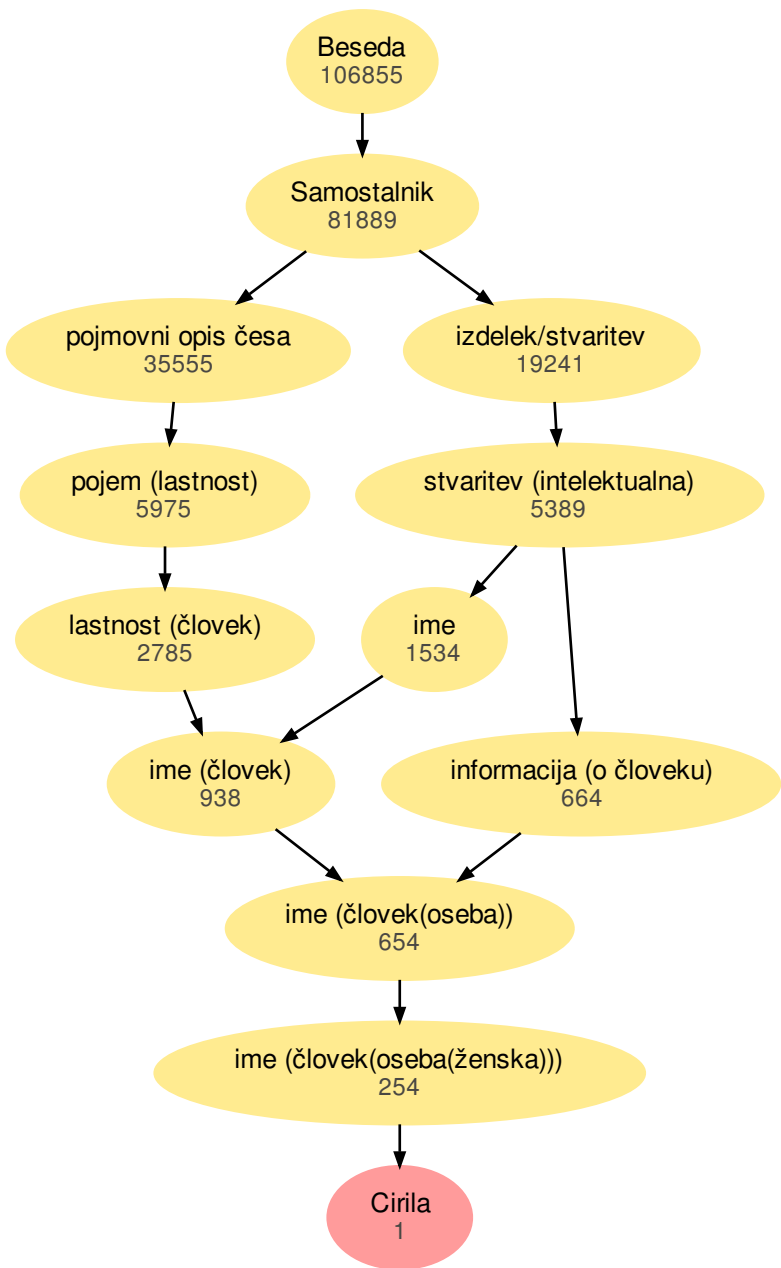 Beseda
106855
Samostalnik
81889
pojmovni opis česa
35555
izdelek/stvaritev
19241
pojem (lastnost)
5975
stvaritev (intelektualna)
5389
lastnost (človek)
2785
ime
1534
ime (človek)
938
informacija (o človeku)
664
ime (človek(oseba))
654
ime (človek(oseba(ženska)))
254
Cirila
1